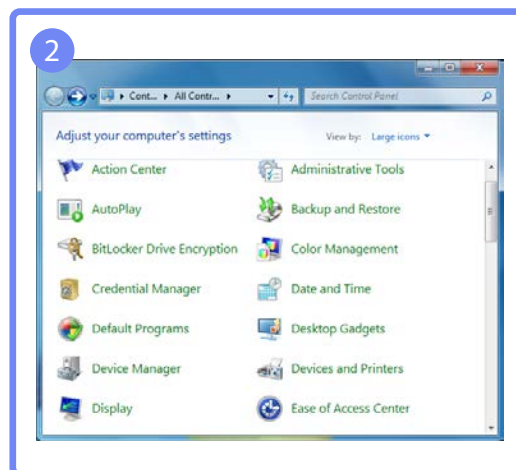 2
Cont... All Contr...
Search Control Panel
Adjust your computer's settings
View by: Large icons
Action Center
Administrative Tools
AutoPlay
Backup and Restore
BitLocker Drive Encryption
Color Management
Credential Manager
Date and Time
Default Programs
Desktop Gadgets
Device Manager
Devices and Printers
Display
Ease of Access Center